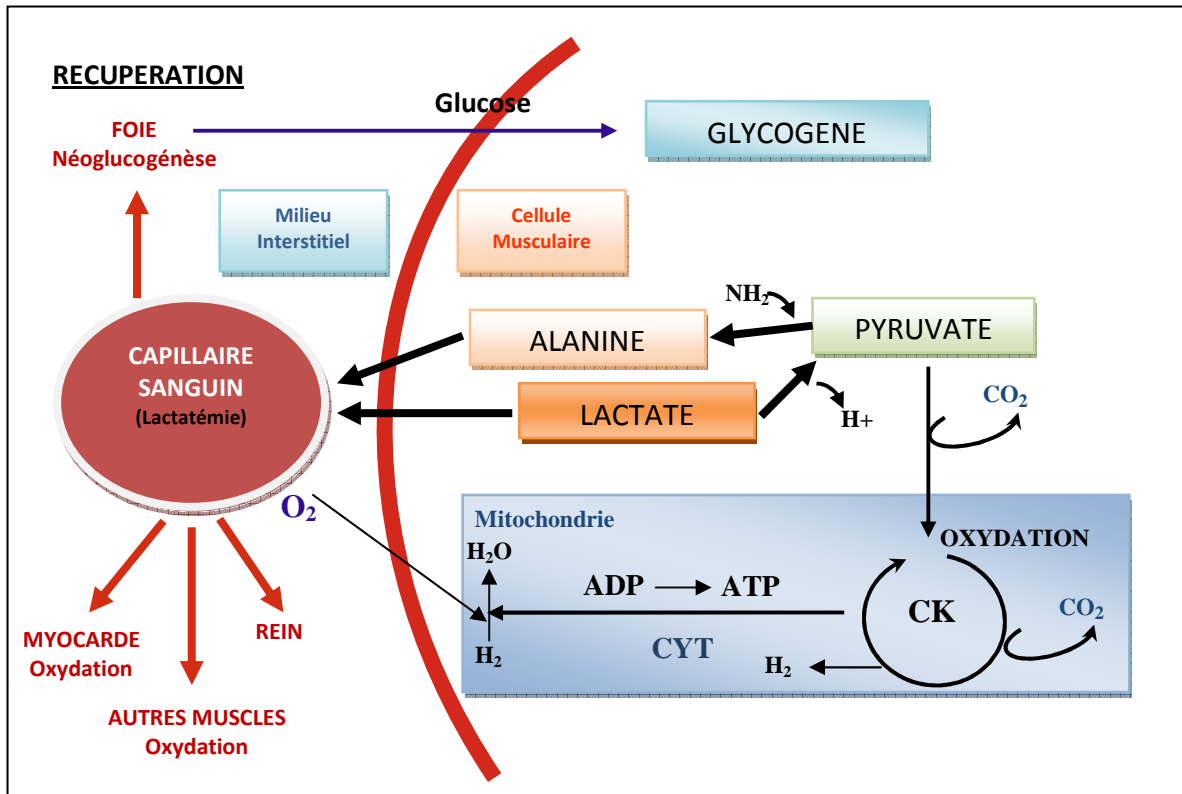 RECUPERATION
Glucose
FOIE
Néoglucogénèse
GLYCOGENE
Milieu
Interstitiel
Cellule
Musculaire
NH₂
PYRUVATE
ALANINE
CAPILLAIRE
SANGUIN
(Lactatémie)
LACTATE
H+
CO₂
O₂
Mitochondrie
OXYDATION
H₂O
ADP
ATP
CK
CO₂
CYT
H₂
H₂
MYOCARDE
Oxydation
REIN
AUTRES MUSCLES
Oxydation